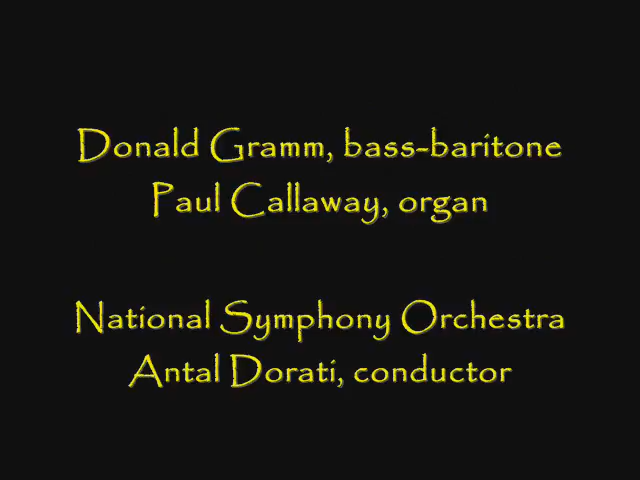 Donald Gramm, bass-baritone
Paul Callaway, organ
National Symphony Orchestra
Antal Dorati, conductor